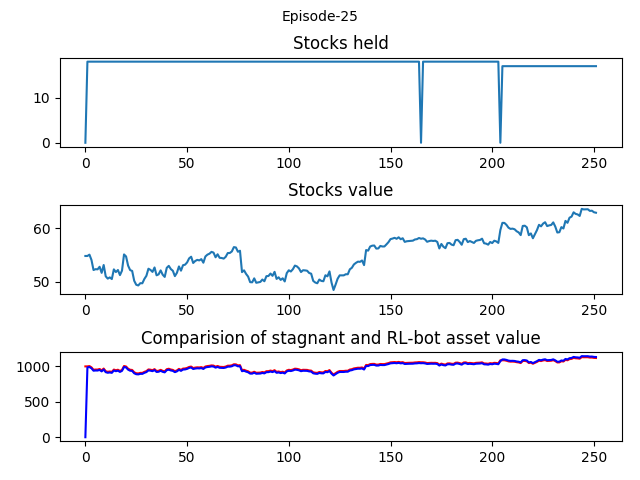 Episode-25
Stocks held
10
0
0 50 100 150 200 250
Stocks value
60
50
0 50 100 150 200 250
Comparision of stagnant and RL-bot asset value
1000
500
0
0 50 100 150 200 250